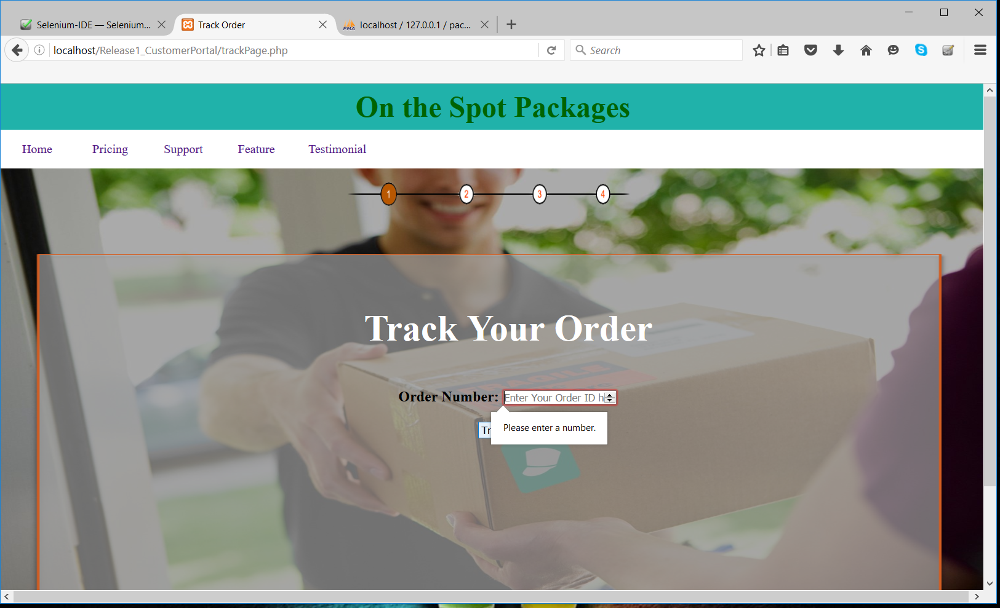 Selenium-IDE — Selenium...
Track Order
localhost / 127.0.0.1 / pac...
localhost/Release1_CustomerPortal/trackPage.php
Search
On the Spot Packages
Home Pricing Support Feature Testimonial
1 2 3 4
Track Your Order
FRAGILE
Order Number: Enter Your Order ID h
Please enter a number.
Tr